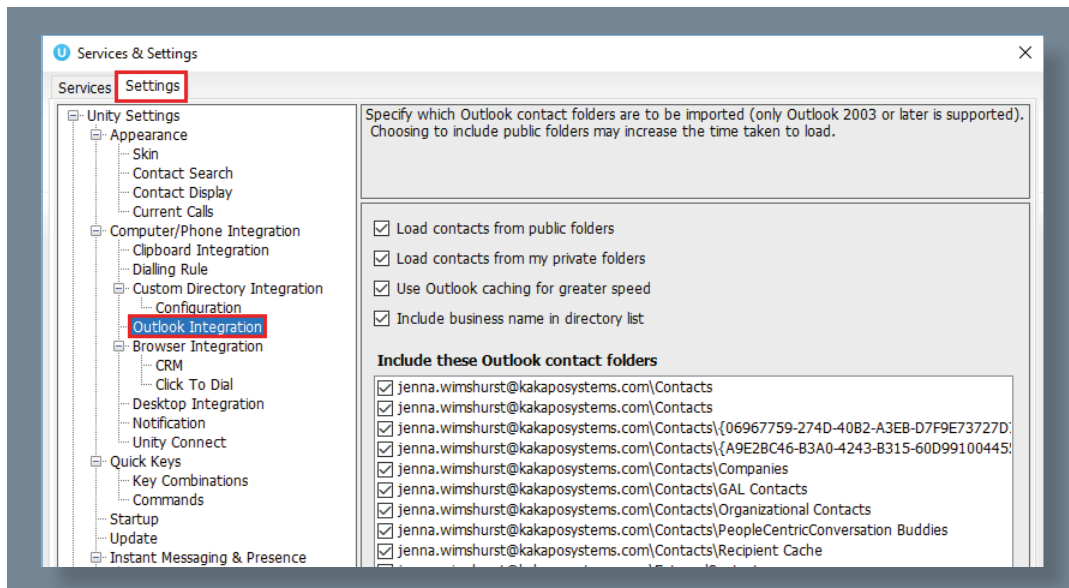 Services & Settings
Services Settings
Unity Settings
Appearance
Skin
Contact Search
Contact Display
Current Calls
Computer/Phone Integration
Clipboard Integration
Dialling Rule
Custom Directory Integration
Configuration
Outlook Integration
Browser Integration
CRM
Click To Dial
Desktop Integration
Notification
Unity Connect
Quick Keys
Key Combinations
Commands
Startup
Update
Instant Messaging & Presence
Specify which Outlook contact folders are to be imported (only Outlook 2003 or later is supported).
Choosing to include public folders may increase the time taken to load.
Load contacts from public folders
Load contacts from my private folders
Use Outlook caching for greater speed
Include business name in directory list
Include these Outlook contact folders
jenna.wimshurst@kakaposystems.com\Contacts
jenna.wimshurst@kakaposystems.com\Contacts
jenna.wimshurst@kakaposystems.com\Contacts\{06967759-274D-40B2-A3EB-D7F9E73727D
jenna.wimshurst@kakaposystems.com\Contacts\{A9E2BC46-B3A0-4243-B315-60D991004455
jenna.wimshurst@kakaposystems.com\Contacts\Companies
jenna.wimshurst@kakaposystems.com\Contacts\GAL Contacts
jenna.wimshurst@kakaposystems.com\Contacts\Organizational Contacts
jenna.wimshurst@kakaposystems.com\Contacts\PeopleCentricConversation Buddies
jenna.wimshurst@kakaposystems.com\Contacts\Recipient Cache